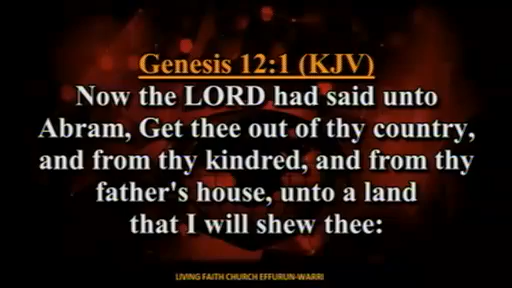 Genesis 12:1 (KJV)
Now the LORD had said unto
Abram, Get thee out of thy country,
and from thy kindred, and from thy
father's house, unto a land
that I will shew thee:
LIVING FAITH CHURCH EFFURUN-WARRI